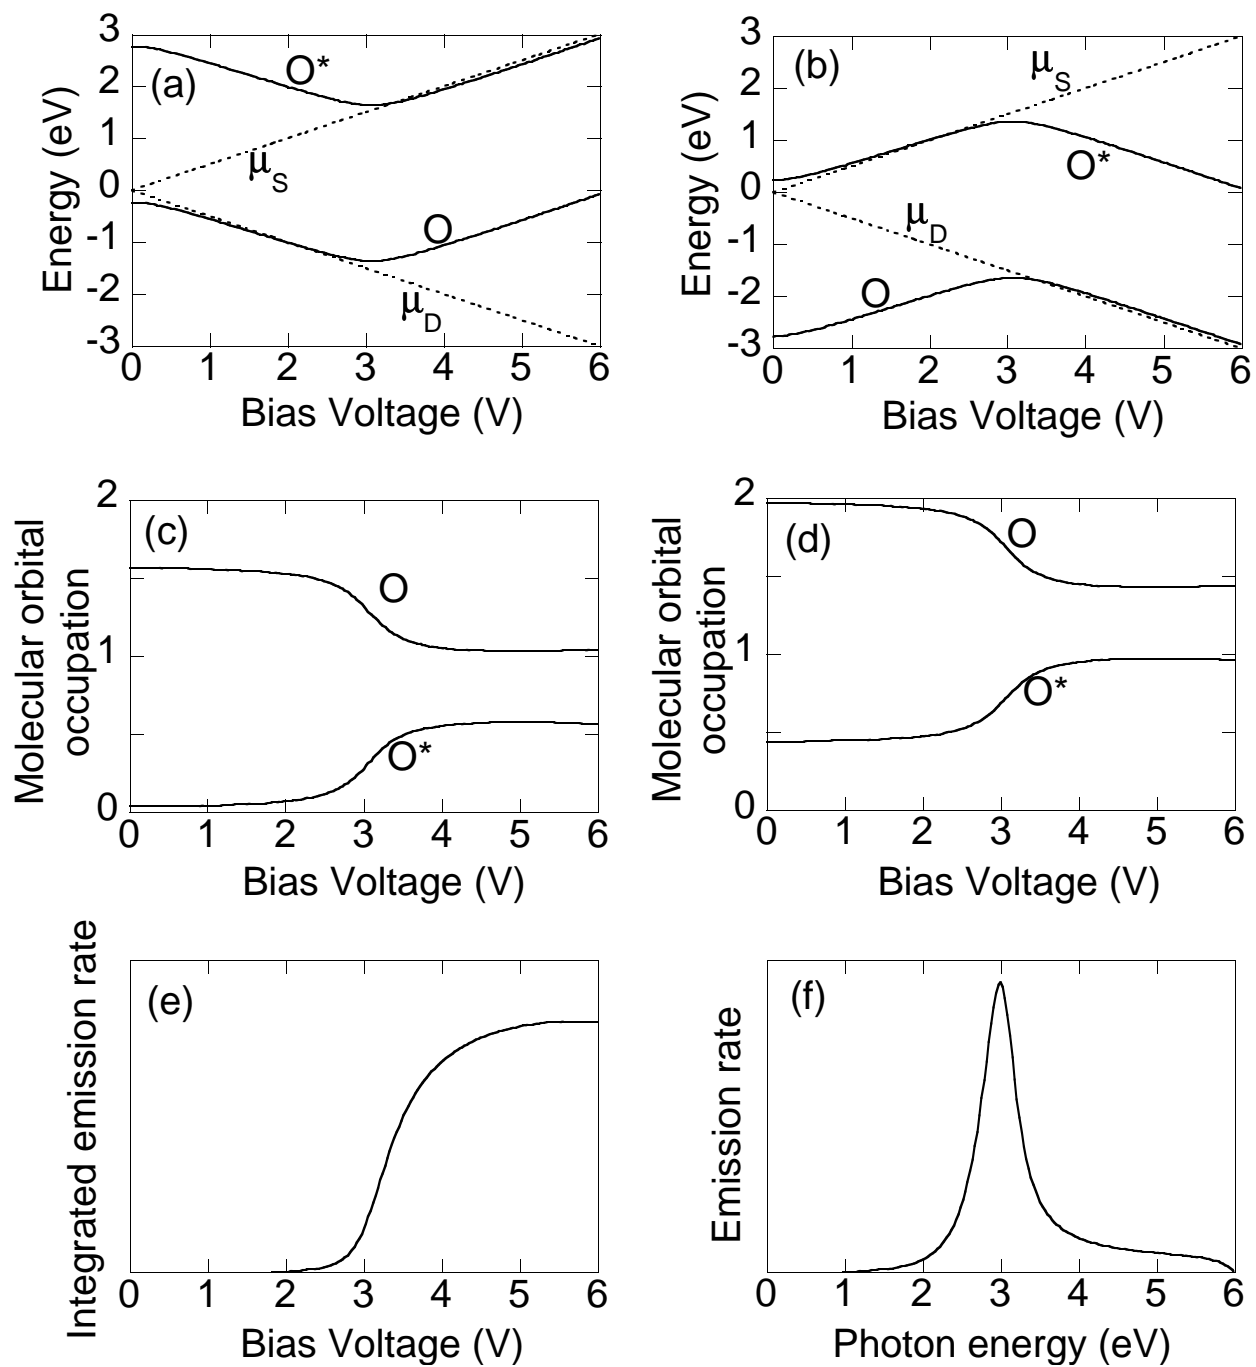 3
2
1
0
-1
-2
-3
Energy (eV)
(a)
O*
μS
O
μD
0 1 2 3 4 5 6
Bias Voltage (V)
3
2
1
0
-1
-2
-3
Energy (eV)
(b)
μS
O*
μD
O
0 1 2 3 4 5 6
Bias Voltage (V)
2
1
0
Molecular orbital
occupation
(c)
O
O*
0 1 2 3 4 5 6
Bias Voltage (V)
2
1
0
Molecular orbital
occupation
(d)
O
O*
0 1 2 3 4 5 6
Bias Voltage (V)
Integrated emission rate
(e)
0 1 2 3 4 5 6
Bias Voltage (V)
Emission rate
(f)
0 1 2 3 4 5 6
Photon energy (eV)